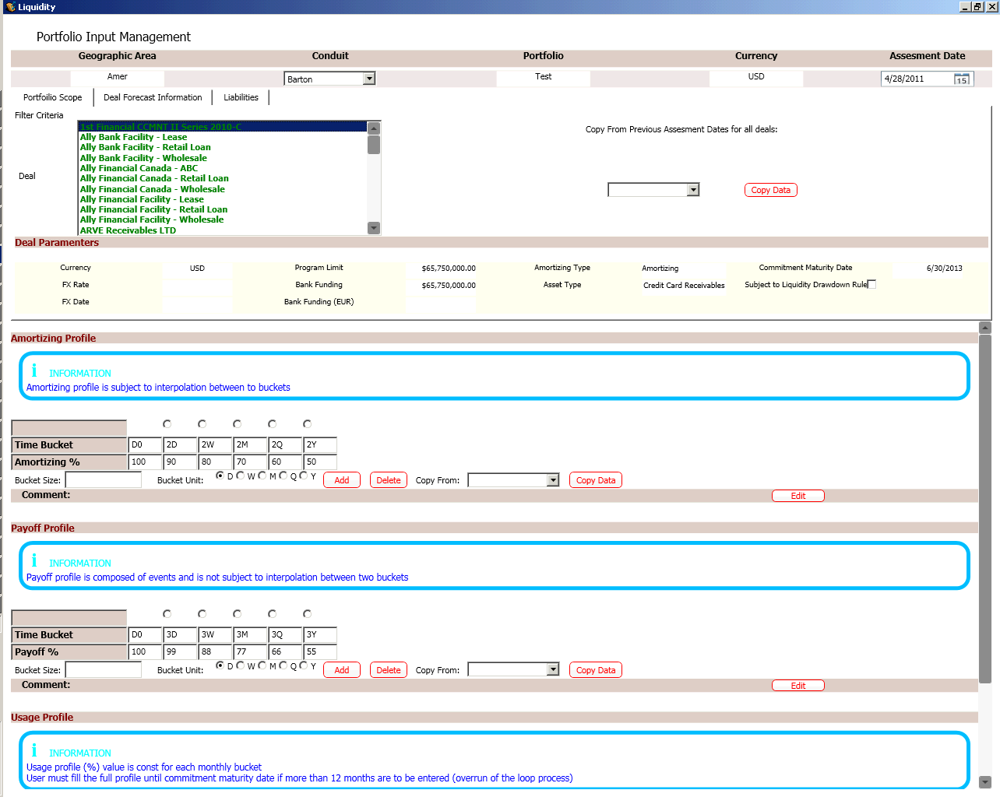 Liquidity
Portfolio Input Management
Geographic Area Conduit Portfolio Currency Assesment Date
Amer Barton Test USD 4/28/2011 15
Portfoilio Scope Deal Forecast Information Liabilities
Filter Criteria
1st Financial CCMNT II Series 2010-C
Copy From Previous Assesment Dates for all deals:
Ally Bank Facility - Lease
Ally Bank Facility - Retail Loan
Ally Bank Facility - Wholesale
Ally Financial Canada - ABC
Deal Ally Financial Canada - Retail Loan
Ally Financial Canada - Wholesale Copy Data
Ally Financial Facility - Lease
Ally Financial Facility - Retail Loan
Ally Financial Facility - Wholesale
ARVE Receivables LTD
Deal Paramenters
Currency USD Program Limit $65,750,000.00 Amortizing Type Amortizing Commitment Maturity Date 6/30/2013
FX Rate Bank Funding $65,750,000.00 Asset Type Credit Card Receivables Subject to Liquidity Drawdown Rule
FX Date Bank Funding (EUR)
Amortizing Profile
i INFORMATION
Amortizing profile is subject to interpolation between to buckets
Time Bucket D0 2D 2W 2M 2Q 2Y
Amortizing % 100 90 80 70 60 50
Bucket Size: Bucket Unit: D W M Q Y Add Delete Copy From: Copy Data
Comment: Edit
Payoff Profile
i INFORMATION
Payoff profile is composed of events and is not subject to interpolation between two buckets
Time Bucket D0 3D 3W 3M 3Q 3Y
Payoff % 100 99 88 77 66 55
Bucket Size: Bucket Unit: D W M Q Y Add Delete Copy From: Copy Data
Comment: Edit
Usage Profile
i INFORMATION
Usage profile (%) value is const for each monthly bucket
User must fill the full profile until commitment maturity date if more than 12 months are to be entered (overrun of the loop process)